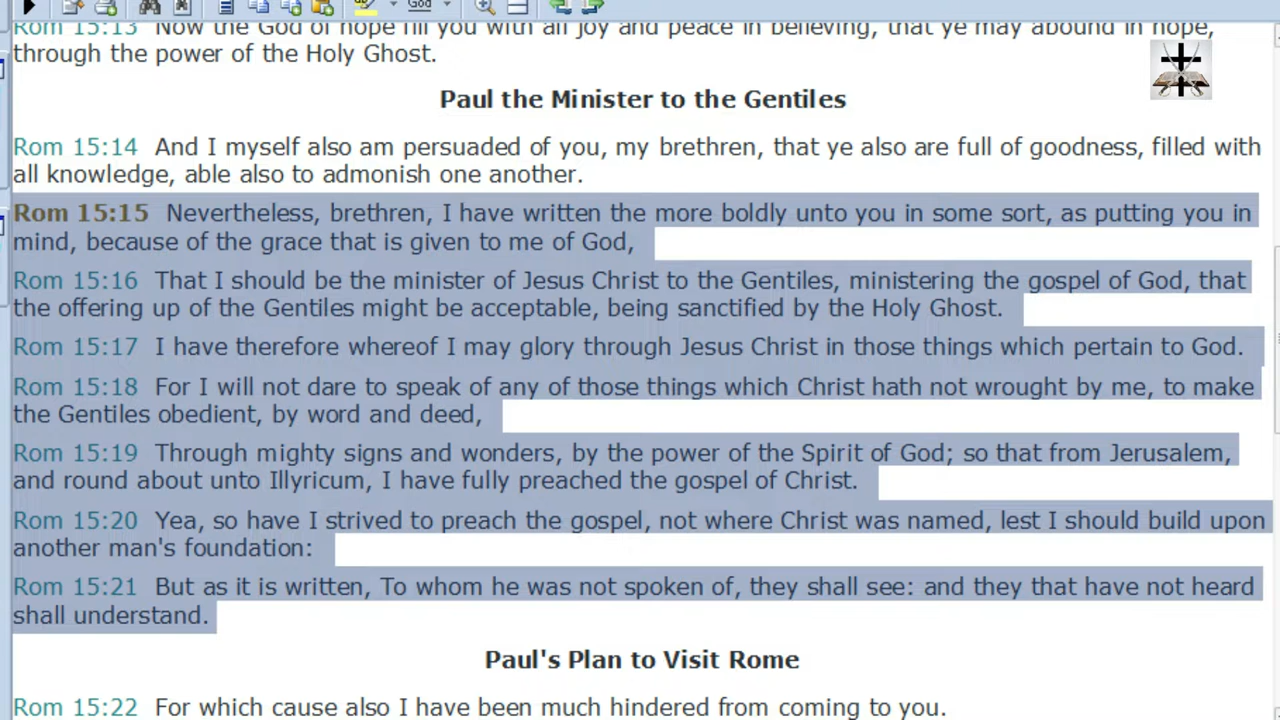 God
Rom 15:13 Now the God of hope fill you with all joy and peace in believing, that ye may abound in hope,
through the power of the Holy Ghost.
Paul the Minister to the Gentiles
Rom 15:14 And I myself also am persuaded of you, my brethren, that ye also are full of goodness, filled with
all knowledge, able also to admonish one another.
Rom 15:15 Nevertheless, brethren, I have written the more boldly unto you in some sort, as putting you in
mind, because of the grace that is given to me of God,
Rom 15:16 That I should be the minister of Jesus Christ to the Gentiles, ministering the gospel of God, that
the offering up of the Gentiles might be acceptable, being sanctified by the Holy Ghost.
Rom 15:17 I have therefore whereof I may glory through Jesus Christ in those things which pertain to God.
Rom 15:18 For I will not dare to speak of any of those things which Christ hath not wrought by me, to make
the Gentiles obedient, by word and deed,
Rom 15:19 Through mighty signs and wonders, by the power of the Spirit of God; so that from Jerusalem,
and round about unto Illyricum, I have fully preached the gospel of Christ.
Rom 15:20 Yea, so have I strived to preach the gospel, not where Christ was named, lest I should build upon
another man's foundation:
Rom 15:21 But as it is written, To whom he was not spoken of, they shall see: and they that have not heard
shall understand.
Paul's Plan to Visit Rome
Rom 15:22 For which cause also I have been much hindered from coming to you.